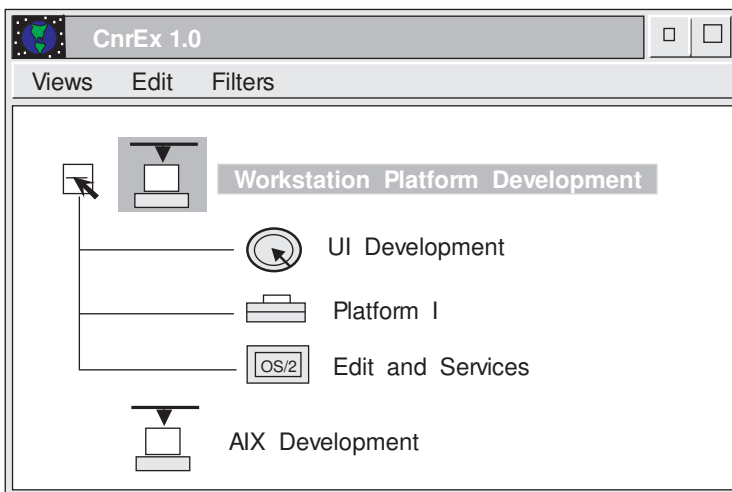 CnrEx 1.0
Views Edit Filters
Workstation Platform Development
UI Development
Platform I
OS/2 Edit and Services
AIX Development